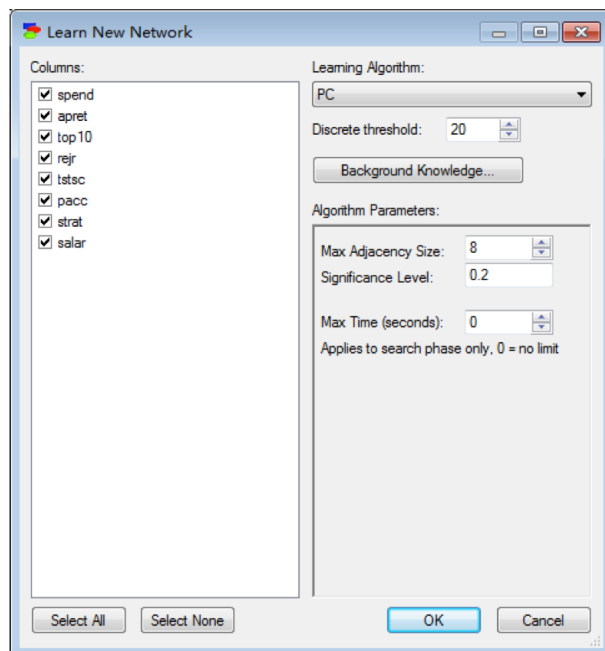 Learn New Network
Columns:
spend
apret
top10
rejr
tstsc
pacc
strat
salar
Select All
Select None
Learning Algorithm:
PC
Discrete threshold: 20
Background Knowledge...
Algorithm Parameters:
Max Adjacency Size: 8
Significance Level: 0.2
Max Time (seconds): 0
Applies to search phase only, 0 = no limit
OK
Cancel